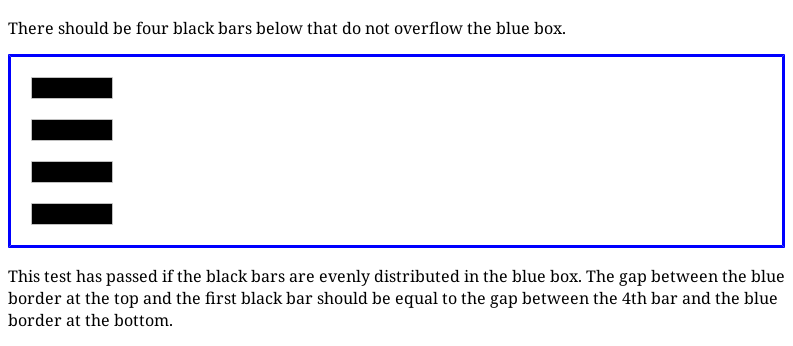 There should be four black bars below that do not overflow the blue box.
This test has passed if the black bars are evenly distributed in the blue box. The gap between the blue
border at the top and the first black bar should be equal to the gap between the 4th bar and the blue
border at the bottom.